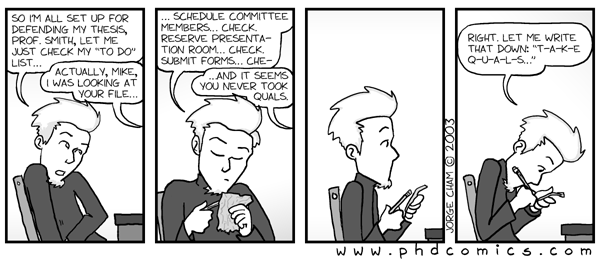 SO I'M ALL SET UP FOR
DEFENDING MY THESIS,
PROF. SMITH, LET ME
JUST CHECK MY "TO DO"
LIST...
ACTUALLY, MIKE,
I WAS LOOKING AT
YOUR FILE...
... SCHEDULE COMMITTEE
MEMBERS... CHECK.
RESERVE PRESENTA-
TION ROOM... CHECK.
SUBMIT FORMS... CHE-
...AND IT SEEMS
YOU NEVER TOOK
QUALS.
RIGHT. LET ME WRITE
THAT DOWN: "T-A-K-E
Q-U-A-L-S..."
JORGE CHAM © 2003
www.phdcomics.com